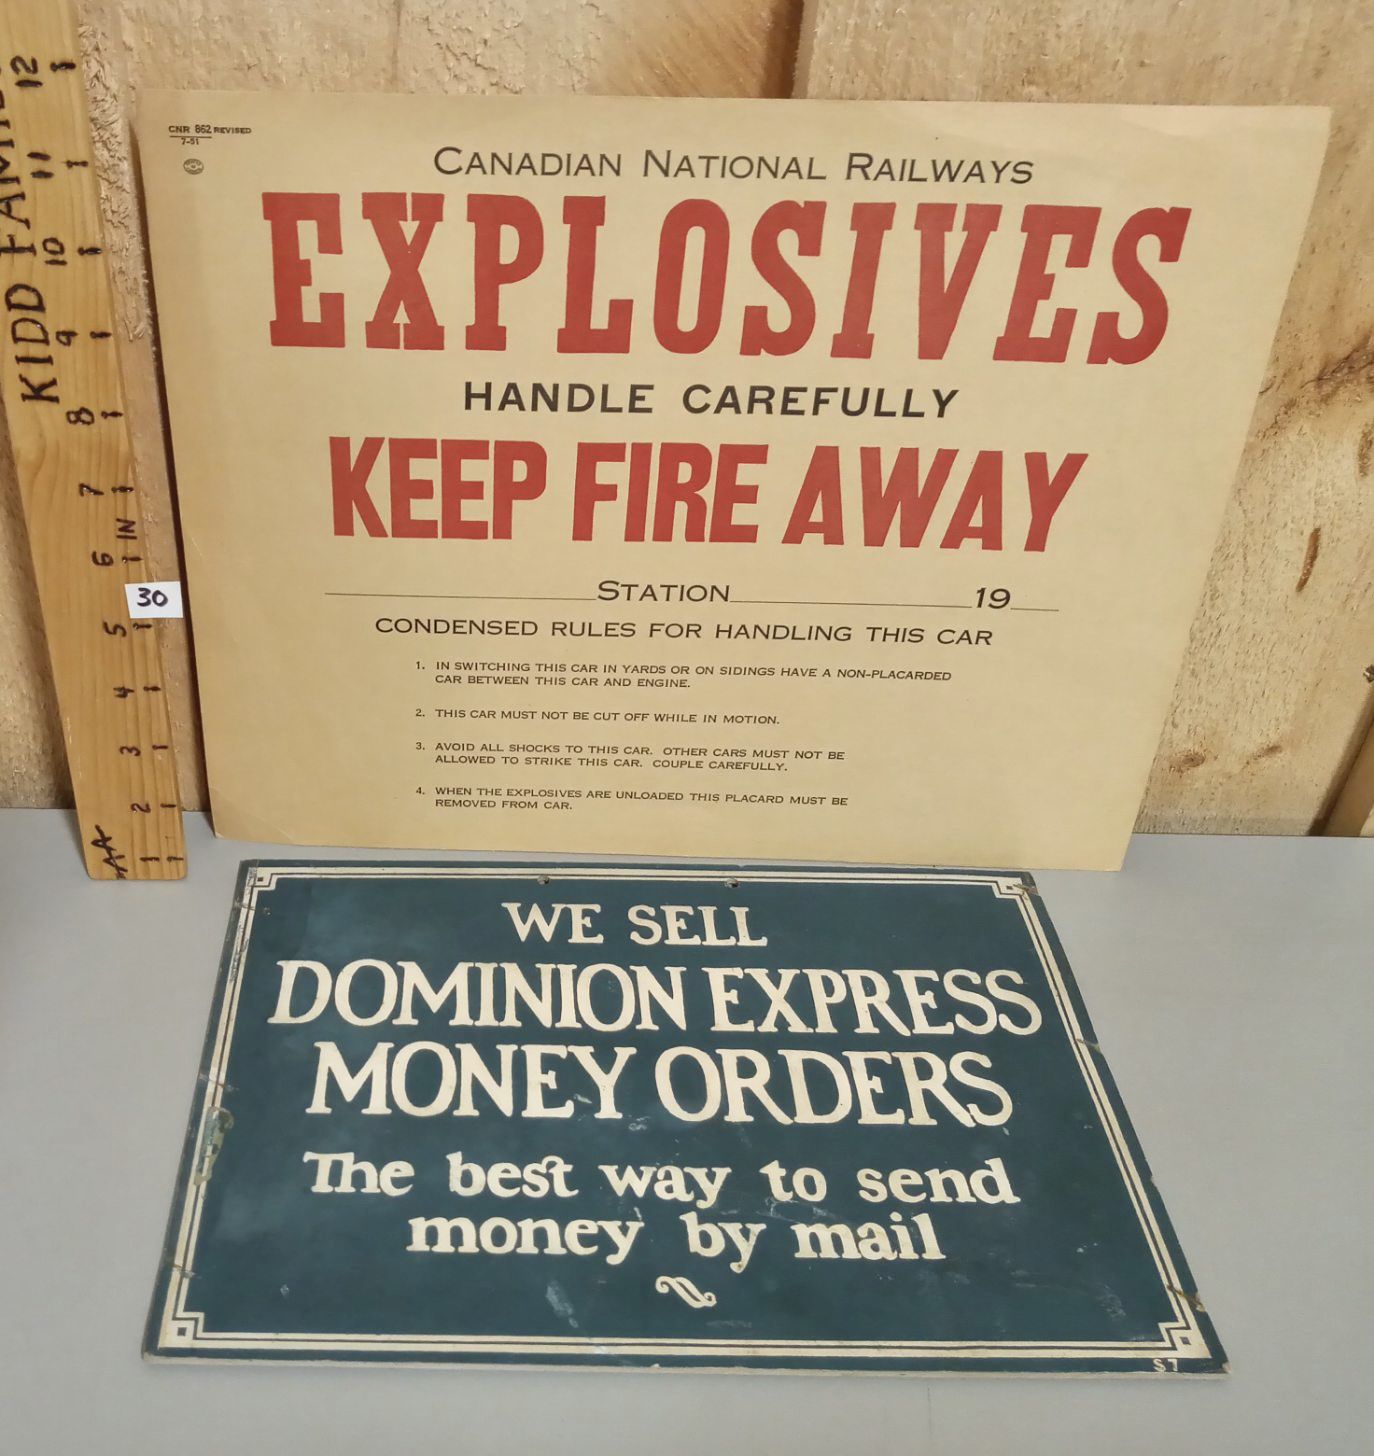 CNR 862 REVISED
7-51
CANADIAN NATIONAL RAILWAYS
EXPLOSIVES
HANDLE CAREFULLY
KEEP FIRE AWAY
STATION 19
CONDENSED RULES FOR HANDLING THIS CAR
1. IN SWITCHING THIS CAR IN YARDS OR ON SIDINGS HAVE A NON-PLACARDED
CAR BETWEEN THIS CAR AND ENGINE.
2. THIS CAR MUST NOT BE CUT OFF WHILE IN MOTION.
3. AVOID ALL SHOCKS TO THIS CAR. OTHER CARS MUST NOT BE
ALLOWED TO STRIKE THIS CAR. COUPLE CAREFULLY.
4. WHEN THE EXPLOSIVES ARE UNLOADED THIS PLACARD MUST BE
REMOVED FROM CAR.
WE SELL
DOMINION EXPRESS
MONEY ORDERS
The best way to send
money by mail
S 7
30
KIDD
12
11
10
9
8
7
IN
6
5
4
3
2
1
AA